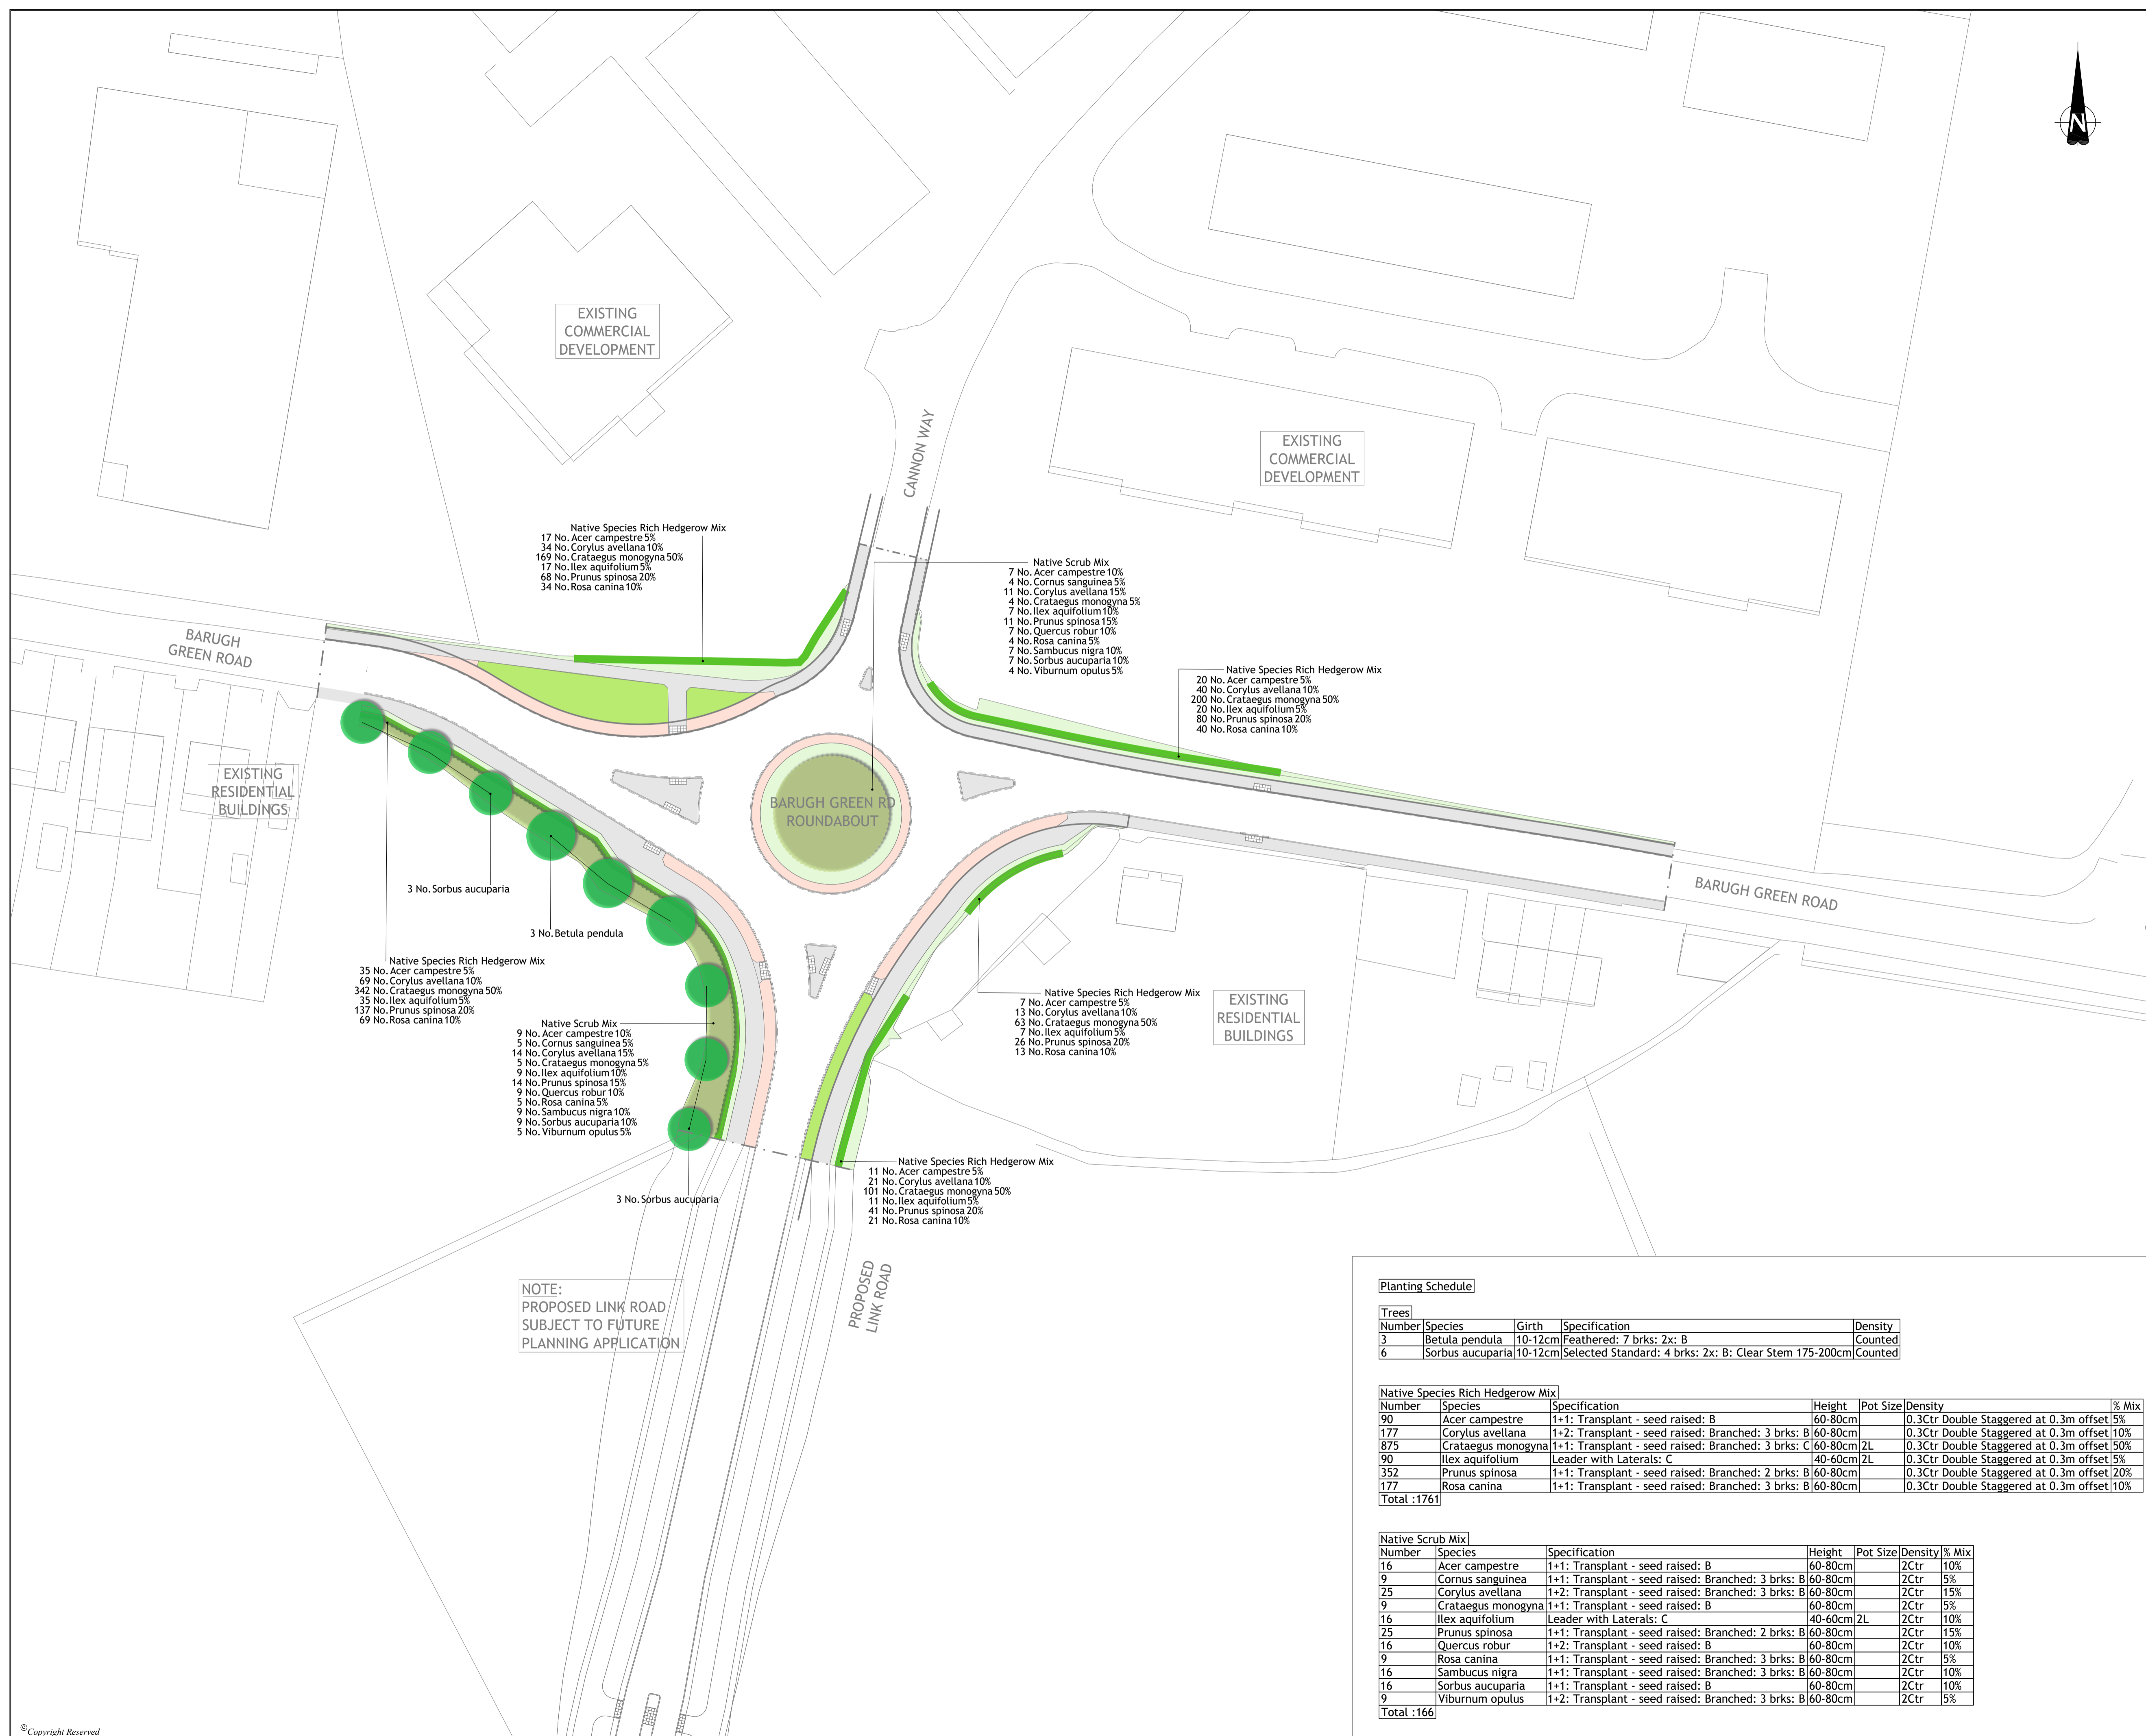 N
EXISTING
COMMERCIAL
DEVELOPMENT
CANNON WAY
EXISTING
COMMERCIAL
DEVELOPMENT
Native Species Rich Hedgerow Mix
17 No. Acer campestre 5%
34 No. Corylus avellana 10%
169 No. Crataegus monogyna 50%
17 No. Ilex aquifolium 5%
68 No. Prunus spinosa 20%
34 No. Rosa canina 10%
Native Scrub Mix
7 No. Acer campestre 10%
4 No. Cornus sanguinea 5%
11 No. Corylus avellana 15%
4 No. Crataegus monogyna 5%
7 No. Ilex aquifolium 10%
11 No. Prunus spinosa 15%
7 No. Quercus robur 10%
4 No. Rosa canina 5%
7 No. Sambucus nigra 10%
7 No. Sorbus aucuparia 10%
4 No. Viburnum opulus 5%
Native Species Rich Hedgerow Mix
20 No. Acer campestre 5%
40 No. Corylus avellana 10%
200 No. Crataegus monogyna 50%
20 No. Ilex aquifolium 5%
80 No. Prunus spinosa 20%
40 No. Rosa canina 10%
BARUGH
GREEN ROAD
EXISTING
RESIDENTIAL
BUILDINGS
BARUGH GREEN RD
ROUNDABOUT
BARUGH GREEN ROAD
3 No. Sorbus aucuparia
3 No. Betula pendula
Native Species Rich Hedgerow Mix
35 No. Acer campestre 5%
69 No. Corylus avellana 10%
342 No. Crataegus monogyna 50%
35 No. Ilex aquifolium 5%
137 No. Prunus spinosa 20%
69 No. Rosa canina 10%
Native Scrub Mix
9 No. Acer campestre 10%
5 No. Cornus sanguinea 5%
14 No. Corylus avellana 15%
5 No. Crataegus monogyna 5%
9 No. Ilex aquifolium 10%
14 No. Prunus spinosa 15%
9 No. Quercus robur 10%
5 No. Rosa canina 5%
9 No. Sambucus nigra 10%
9 No. Sorbus aucuparia 10%
5 No. Viburnum opulus 5%
Native Species Rich Hedgerow Mix
7 No. Acer campestre 5%
13 No. Corylus avellana 10%
63 No. Crataegus monogyna 50%
7 No. Ilex aquifolium 5%
26 No. Prunus spinosa 20%
13 No. Rosa canina 10%
EXISTING
RESIDENTIAL
BUILDINGS
Native Species Rich Hedgerow Mix
11 No. Acer campestre 5%
21 No. Corylus avellana 10%
101 No. Crataegus monogyna 50%
11 No. Ilex aquifolium 5%
41 No. Prunus spinosa 20%
21 No. Rosa canina 10%
3 No. Sorbus aucuparia
PROPOSED
LINK ROAD
NOTE:
PROPOSED LINK ROAD
SUBJECT TO FUTURE
PLANNING APPLICATION
Planting Schedule
Trees
Number Species Girth Specification Density
3 Betula pendula 10-12cm Feathered: 7 brks: 2x: B Counted
6 Sorbus aucuparia 10-12cm Selected Standard: 4 brks: 2x: B: Clear Stem 175-200cm Counted
Native Species Rich Hedgerow Mix
Number Species Specification Height Pot Size Density % Mix
90 Acer campestre 1+1: Transplant - seed raised: B 60-80cm 0.3Ctr Double Staggered at 0.3m offset 5%
177 Corylus avellana 1+2: Transplant - seed raised: Branched: 3 brks: B 60-80cm 0.3Ctr Double Staggered at 0.3m offset 10%
875 Crataegus monogyna 1+1: Transplant - seed raised: Branched: 3 brks: C 60-80cm 2L 0.3Ctr Double Staggered at 0.3m offset 50%
90 Ilex aquifolium Leader with Laterals: C 40-60cm 2L 0.3Ctr Double Staggered at 0.3m offset 5%
352 Prunus spinosa 1+1: Transplant - seed raised: Branched: 2 brks: B 60-80cm 0.3Ctr Double Staggered at 0.3m offset 20%
177 Rosa canina 1+1: Transplant - seed raised: Branched: 3 brks: B 60-80cm 0.3Ctr Double Staggered at 0.3m offset 10%
Total :1761
Native Scrub Mix
Number Species Specification Height Pot Size Density % Mix
16 Acer campestre 1+1: Transplant - seed raised: B 60-80cm 2Ctr 10%
9 Cornus sanguinea 1+1: Transplant - seed raised: Branched: 3 brks: B 60-80cm 2Ctr 5%
25 Corylus avellana 1+2: Transplant - seed raised: Branched: 3 brks: B 60-80cm 2Ctr 15%
9 Crataegus monogyna 1+1: Transplant - seed raised: B 60-80cm 2Ctr 5%
16 Ilex aquifolium Leader with Laterals: C 40-60cm 2L 2Ctr 10%
25 Prunus spinosa 1+1: Transplant - seed raised: Branched: 2 brks: B 60-80cm 2Ctr 15%
16 Quercus robur 1+2: Transplant - seed raised: B 60-80cm 2Ctr 10%
9 Rosa canina 1+1: Transplant - seed raised: Branched: 3 brks: B 60-80cm 2Ctr 5%
16 Sambucus nigra 1+1: Transplant - seed raised: Branched: 3 brks: B 60-80cm 2Ctr 10%
16 Sorbus aucuparia 1+1: Transplant - seed raised: B 60-80cm 2Ctr 10%
9 Viburnum opulus 1+2: Transplant - seed raised: Branched: 3 brks: B 60-80cm 2Ctr 5%
Total :166
©Copyright Reserved